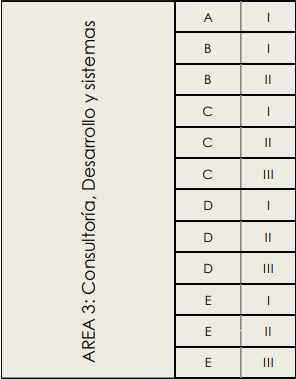 AREA 3: Consultoría, Desarrollo y sistemas
A I
B I
B II
C I
C II
C III
D I
D II
D III
E I
E II
E III